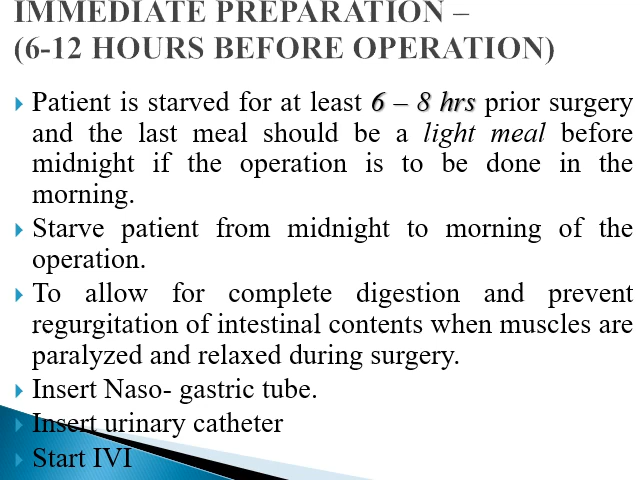 IMMEDIATE PREPARATION –
(6-12 HOURS BEFORE OPERATION)
Patient is starved for at least 6 – 8 hrs prior surgery
and the last meal should be a light meal before
midnight if the operation is to be done in the
morning.
Starve patient from midnight to morning of the
operation.
To allow for complete digestion and prevent
regurgitation of intestinal contents when muscles are
paralyzed and relaxed during surgery.
Insert Naso- gastric tube.
Insert urinary catheter
Start IVI